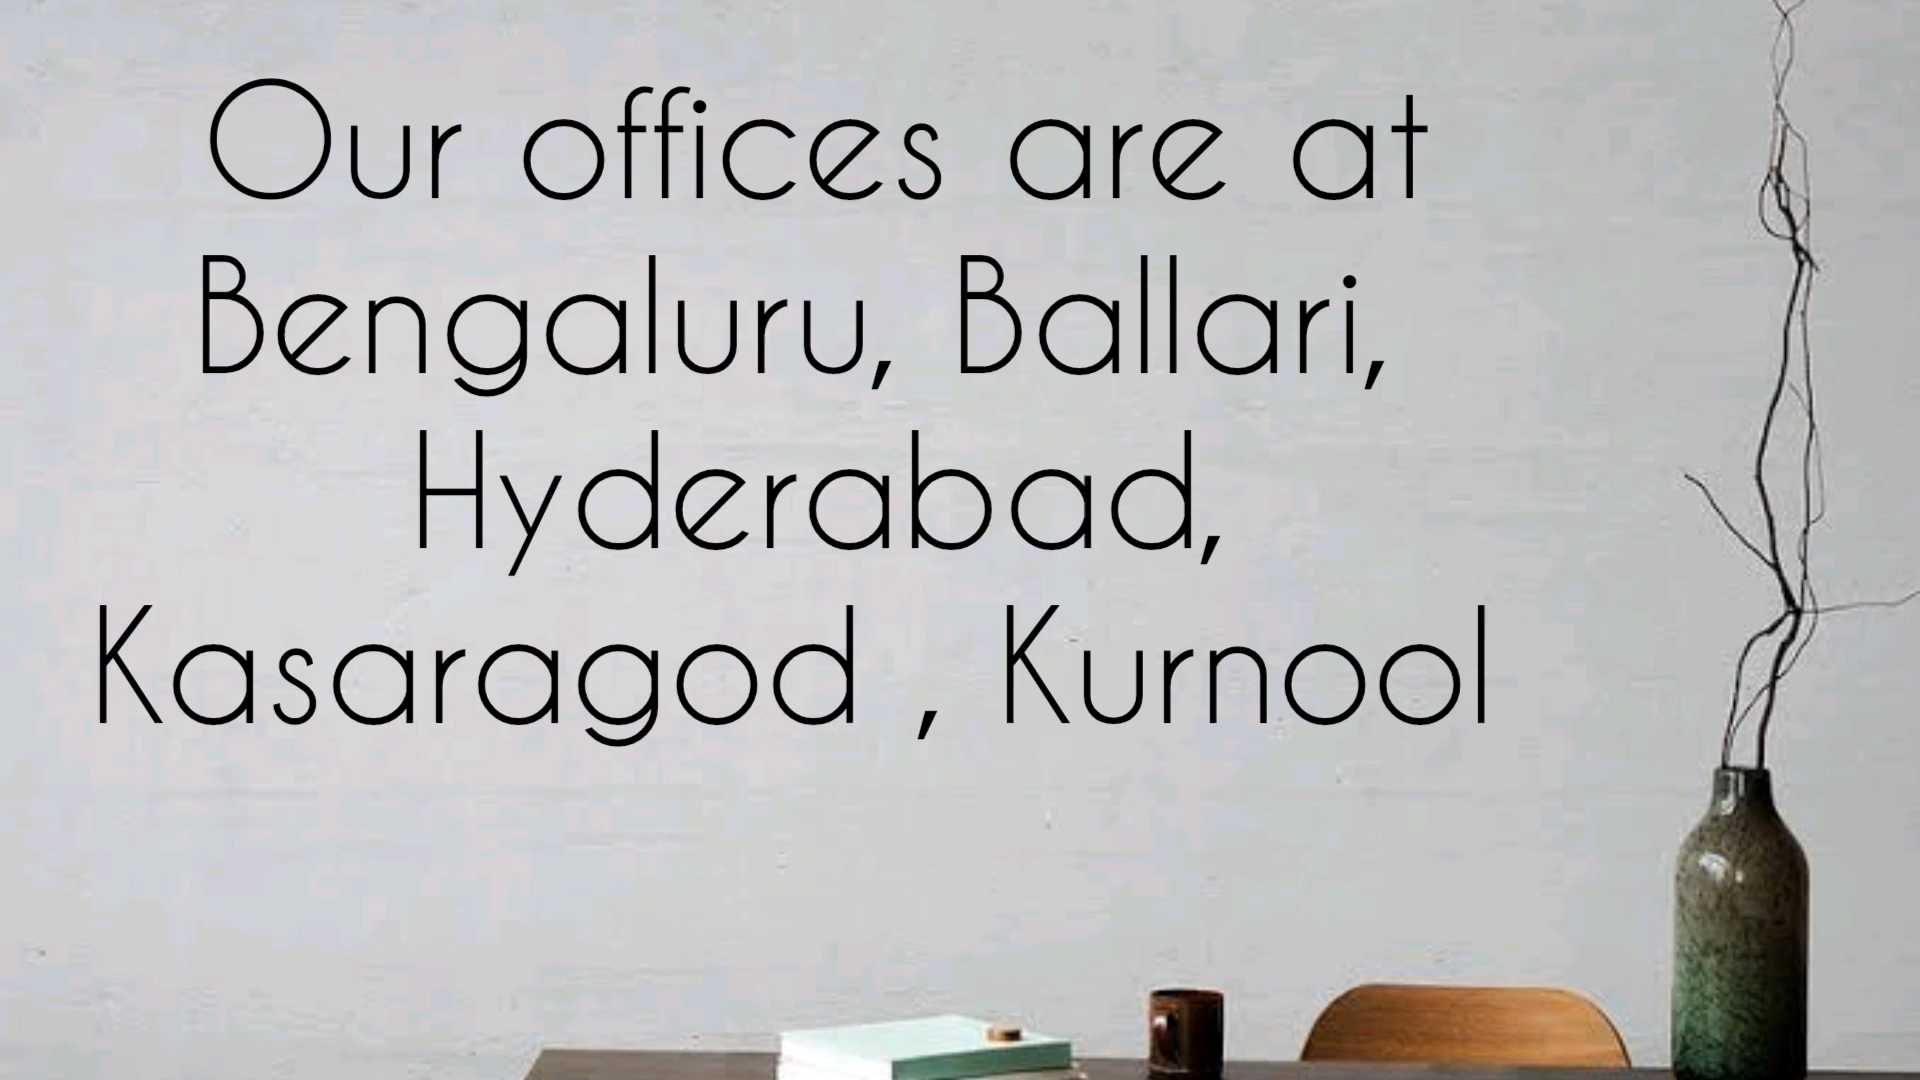 Our offices are at
Bengaluru, Ballari,
Hyderabad,
Kasaragod , Kurnool